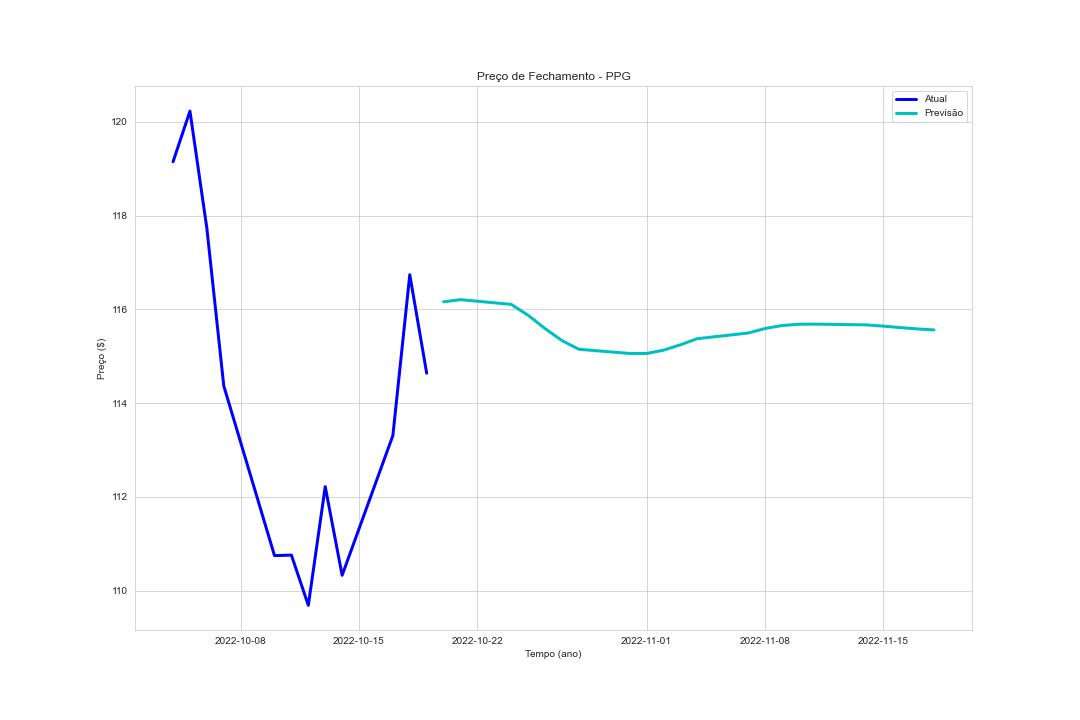 Preço de Fechamento - PPG
Atual
Previsão
120
118
116
114
112
110
Preço ($)
2022-10-08
2022-10-15
2022-10-22
2022-11-01
2022-11-08
2022-11-15
Tempo (ano)